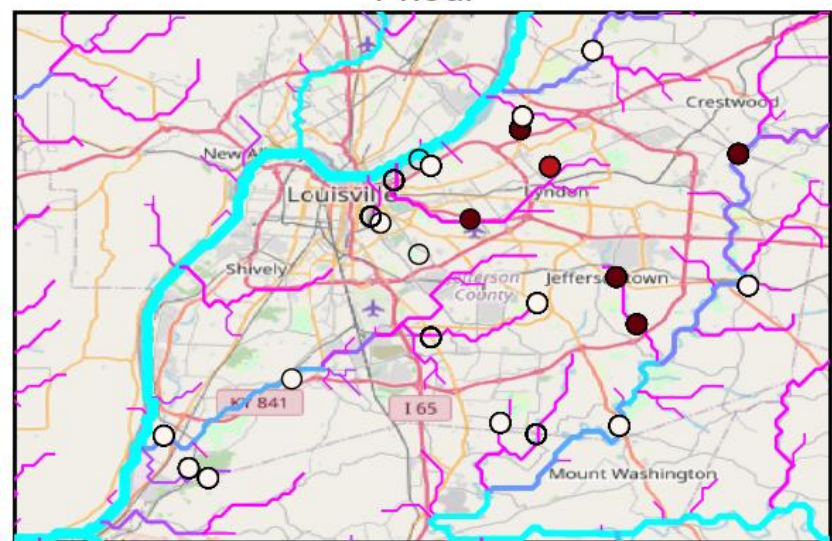 Crestwood
New Al
Louisville
Lyndon
Shively
Jefferson
County
Jeffersontown
KY 841
I 65
Mount Washington